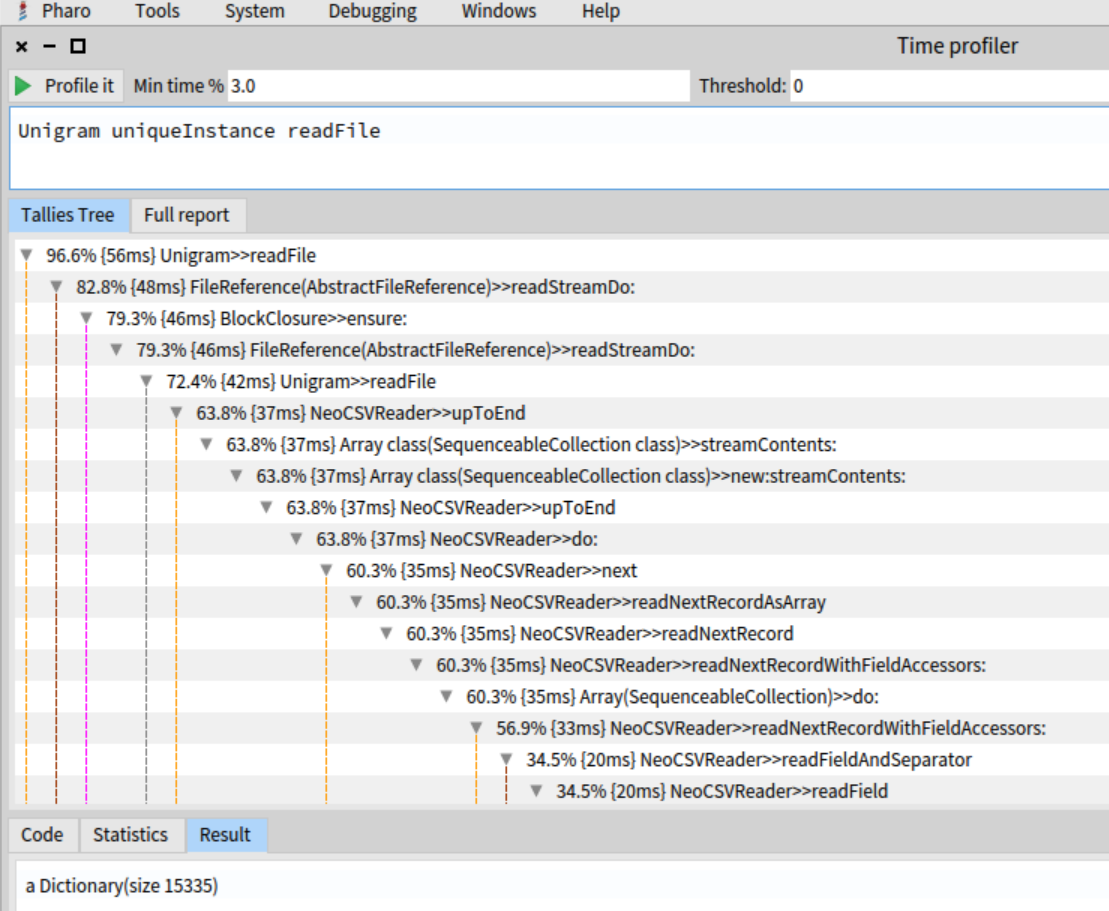 Pharo Tools System Debugging Windows Help
Time profiler
Profile it Min time % 3.0 Threshold: 0
Unigram uniqueInstance readFile
Tallies Tree Full report
96.6% {56ms} Unigram>>readFile
82.8% {48ms} FileReference(AbstractFileReference)>>readStreamDo:
79.3% {46ms} BlockClosure>>ensure:
79.3% {46ms} FileReference(AbstractFileReference)>>readStreamDo:
72.4% {42ms} Unigram>>readFile
63.8% {37ms} NeoCSVReader>>upToEnd
63.8% {37ms} Array class(SequenceableCollection class)>>streamContents:
63.8% {37ms} Array class(SequenceableCollection class)>>new:streamContents:
63.8% {37ms} NeoCSVReader>>upToEnd
63.8% {37ms} NeoCSVReader>>do:
60.3% {35ms} NeoCSVReader>>next
60.3% {35ms} NeoCSVReader>>readNextRecordAsArray
60.3% {35ms} NeoCSVReader>>readNextRecord
60.3% {35ms} NeoCSVReader>>readNextRecordWithFieldAccessors:
60.3% {35ms} Array(SequenceableCollection)>>do:
56.9% {33ms} NeoCSVReader>>readNextRecordWithFieldAccessors:
34.5% {20ms} NeoCSVReader>>readFieldAndSeparator
34.5% {20ms} NeoCSVReader>>readField
Code Statistics Result
a Dictionary(size 15335)